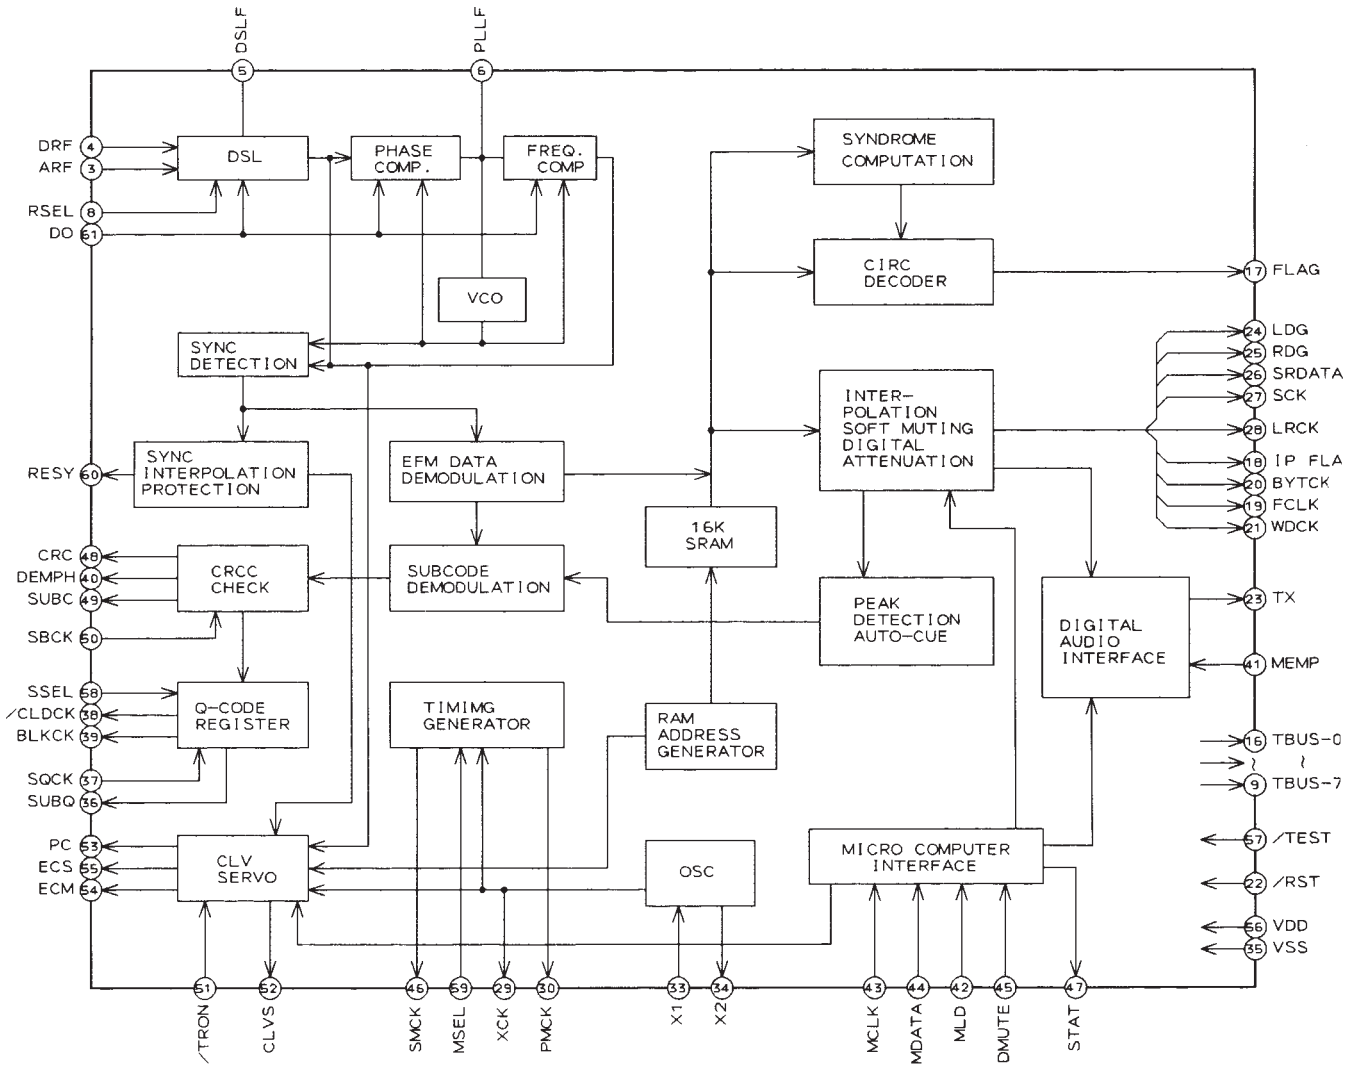 DSLF
PLLF
5
6
DRF 4
ARF 3
RSEL 8
DO 61
DSL
PHASE
COMP.
FREQ.
COMP
VCO
SYNC
DETECTION
SYNDROME
COMPUTATION
CIRC
DECODER
17 FLAG
24 LDG
25 RDG
26 SRDATA
27 SCK
28 LRCK
18 IP FLA
20 BYTCK
19 FCLK
21 WDCK
INTER-
POLATION
SOFT MUTING
DIGITAL
ATTENUATION
RESY 60
SYNC
INTERPOLATION
PROTECTION
EFM DATA
DEMODULATION
16K
SRAM
CRC 48
DEMPH 40
SUBC 49
SBCK 50
CRCC
CHECK
SUBCODE
DEMODULATION
PEAK
DETECTION
AUTO-CUE
DIGITAL
AUDIO
INTERFACE
23 TX
41 MEMP
SSEL 58
/CLDCK 38
BLKCK 39
SQCK 37
SUBQ 36
Q-CODE
REGISTER
TIMIMG
GENERATOR
RAM
ADDRESS
GENERATOR
16 TBUS-0
~ ~
9 TBUS-7
PC 53
ECS 55
ECM 54
CLV
SERVO
OSC
MICRO COMPUTER
INTERFACE
57 /TEST
22 /RST
56 VDD
35 VSS
51
52
46
59
29
30
33
34
43
44
42
45
47
/TRON
CLVS
SMCK
MSEL
XCK
PMCK
X1
X2
MCLK
MDATA
MLD
DMUTE
STAT